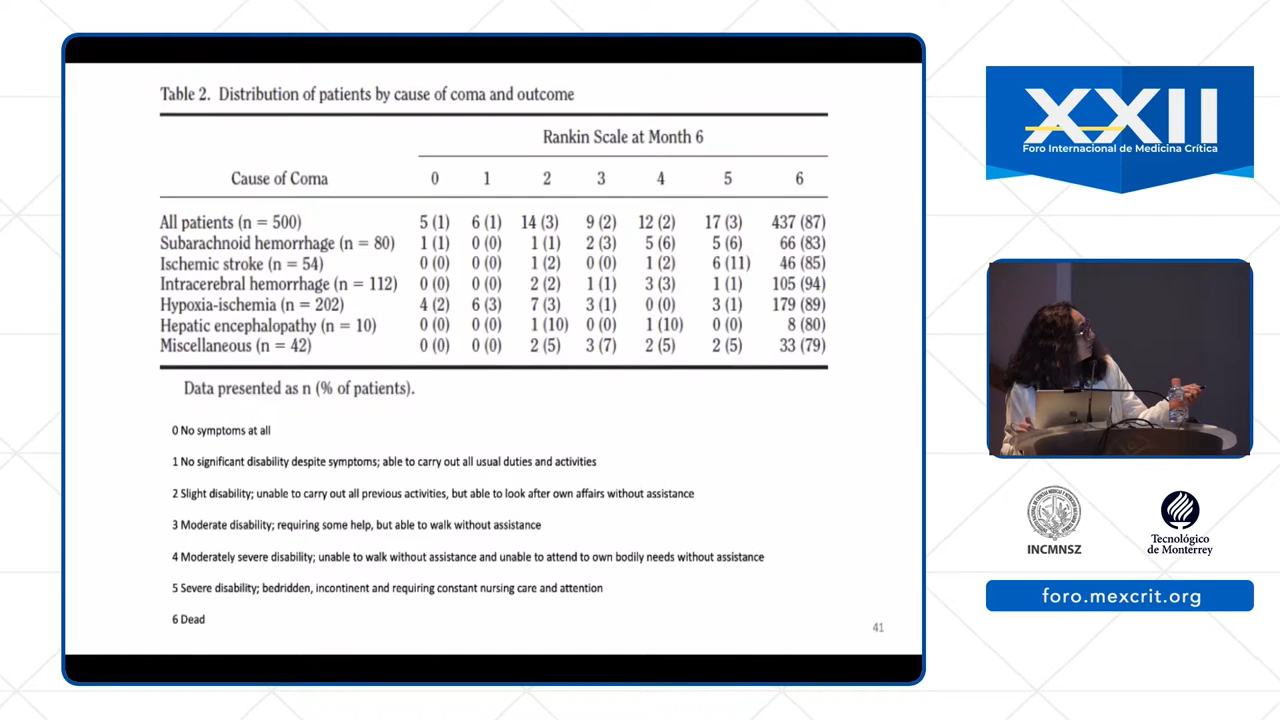 Table 2. Distribution of patients by cause of coma and outcome
Rankin Scale at Month 6
Cause of Coma 0 1 2 3 4 5 6
All patients (n = 500) 5 (1) 6 (1) 14 (3) 9 (2) 12 (2) 17 (3) 437 (87)
Subarachnoid hemorrhage (n = 80) 1 (1) 0 (0) 1 (1) 2 (3) 5 (6) 5 (6) 66 (83)
Ischemic stroke (n = 54) 0 (0) 0 (0) 1 (2) 0 (0) 1 (2) 6 (11) 46 (85)
Intracerebral hemorrhage (n = 112) 0 (0) 0 (0) 2 (2) 1 (1) 3 (3) 1 (1) 105 (94)
Hypoxia-ischemia (n = 202) 4 (2) 6 (3) 7 (3) 3 (1) 0 (0) 3 (1) 179 (89)
Hepatic encephalopathy (n = 10) 0 (0) 0 (0) 1 (10) 0 (0) 1 (10) 0 (0) 8 (80)
Miscellaneous (n = 42) 0 (0) 0 (0) 2 (5) 3 (7) 2 (5) 2 (5) 33 (79)
Data presented as n (% of patients).
0 No symptoms at all
1 No significant disability despite symptoms; able to carry out all usual duties and activities
2 Slight disability; unable to carry out all previous activities, but able to look after own affairs without assistance
3 Moderate disability; requiring some help, but able to walk without assistance
4 Moderately severe disability; unable to walk without assistance and unable to attend to own bodily needs without assistance
5 Severe disability; bedridden, incontinent and requiring constant nursing care and attention
6 Dead
41
XXII
Foro Internacional de Medicina Crítica
INCMNSZ
Tecnológico
de Monterrey
foro.mexcrit.org